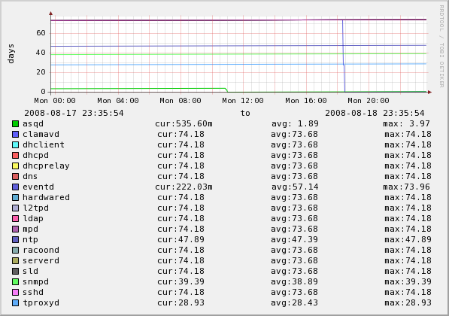 RRDTOOL / TOBI OETIKER
days
60
40
20
0
Mon 00:00 Mon 04:00 Mon 08:00 Mon 12:00 Mon 16:00 Mon 20:00
2008-08-17 23:35:54 to 2008-08-18 23:35:54
asqd cur:535.60m avg: 1.89 max: 3.97
clamavd cur:74.18 avg:73.68 max:74.18
dhclient cur:74.18 avg:73.68 max:74.18
dhcpd cur:74.18 avg:73.68 max:74.18
dhcprelay cur:74.18 avg:73.68 max:74.18
dns cur:74.18 avg:73.68 max:74.18
eventd cur:222.03m avg:57.14 max:73.96
hardwared cur:74.18 avg:73.68 max:74.18
l2tpd cur:74.18 avg:73.68 max:74.18
ldap cur:74.18 avg:73.68 max:74.18
mpd cur:74.18 avg:73.68 max:74.18
ntp cur:47.89 avg:47.39 max:47.89
racoond cur:74.18 avg:73.68 max:74.18
serverd cur:74.18 avg:73.68 max:74.18
sld cur:74.18 avg:73.68 max:74.18
snmpd cur:39.39 avg:38.89 max:39.39
sshd cur:74.18 avg:73.68 max:74.18
tproxyd cur:28.93 avg:28.43 max:28.93